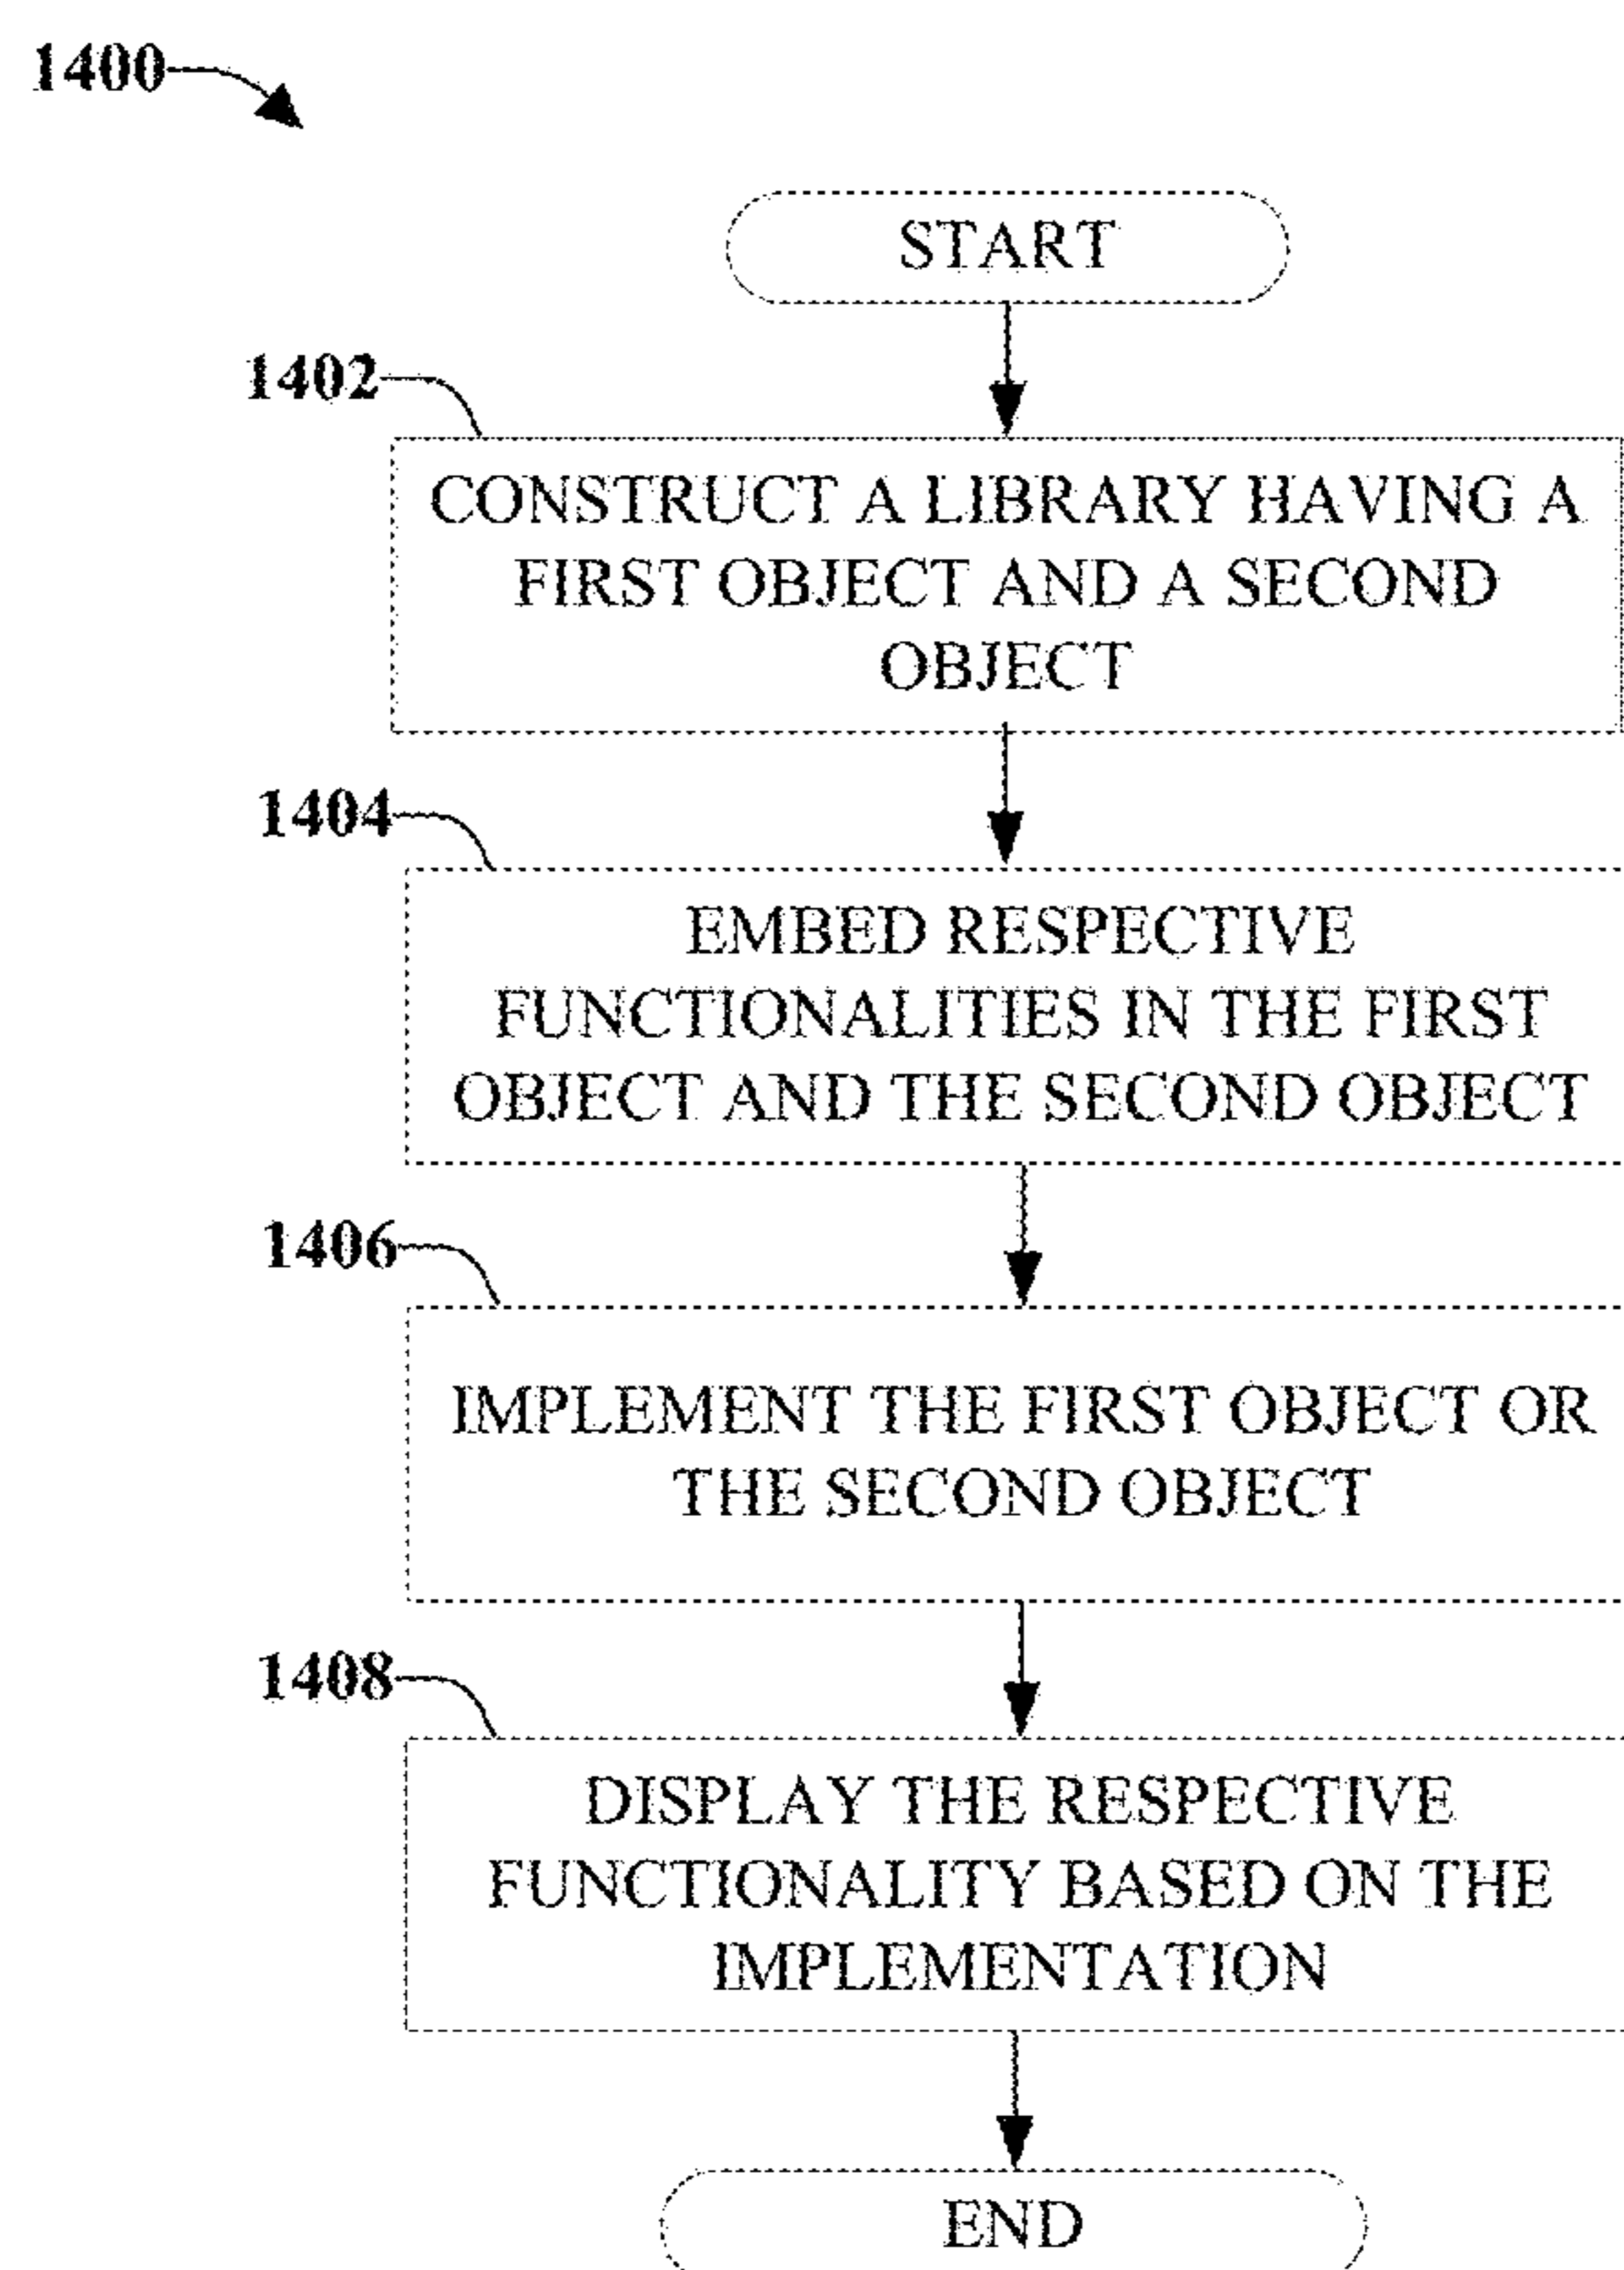 1400
START
1402
CONSTRUCT A LIBRARY HAVING A
FIRST OBJECT AND A SECOND
OBJECT
1404
EMBED RESPECTIVE
FUNCTIONALITIES IN THE FIRST
OBJECT AND THE SECOND OBJECT
1406
IMPLEMENT THE FIRST OBJECT OR
THE SECOND OBJECT
1408
DISPLAY THE RESPECTIVE
FUNCTIONALITY BASED ON THE
IMPLEMENTATION
END